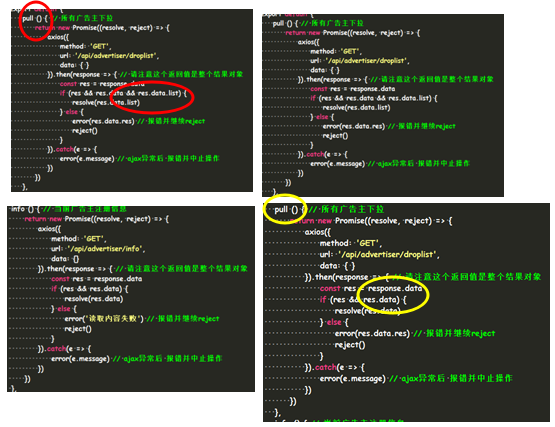 export default {
pull () { // 所有广告主下拉
return new Promise((resolve, reject) => {
axios({
method: 'GET',
url: '/api/advertiser/droplist',
data: { }
}).then(response => { // 请注意这个返回值是整个结果对象
const res = response.data
if (res && res.data && res.data.list) {
resolve(res.data.list)
} else {
error(res.data.res) // 报错并继续reject
reject()
}
}).catch(e => {
error(e.message) // ajax异常后 报错并中止操作
})
})
},
pull () { // 所有广告主下拉
return new Promise((resolve, reject) => {
axios({
method: 'GET',
url: '/api/advertiser/droplist',
data: { }
}).then(response => { // 请注意这个返回值是整个结果对象
const res = response.data
if (res && res.data && res.data.list) {
resolve(res.data.list)
} else {
error(res.data.res) // 报错并继续reject
reject()
}
}).catch(e => {
error(e.message) // ajax异常后 报错并中止操作
})
})
},
info () { // 当前广告主注册信息
return new Promise((resolve, reject) => {
axios({
method: 'GET',
url: '/api/advertiser/info',
data: {}
}).then(response => { // 请注意这个返回值是整个结果对象
const res = response.data
if (res && res.data) {
resolve(res.data)
} else {
error('读取内容失败') // 报错并继续reject
reject()
}
}).catch(e => {
error(e.message) // ajax异常后 报错并中止操作
})
})
},
pull () { // 所有广告主下拉
return new Promise((resolve, reject) => {
axios({
method: 'GET',
url: '/api/advertiser/droplist',
data: { }
}).then(response => { // 请注意这个返回值是整个结果对象
const res = response.data
if (res && res.data) {
resolve(res.data)
} else {
error(res.data.res) // 报错并继续reject
reject()
}
}).catch(e => {
error(e.message) // ajax异常后 报错并中止操作
})
})
},